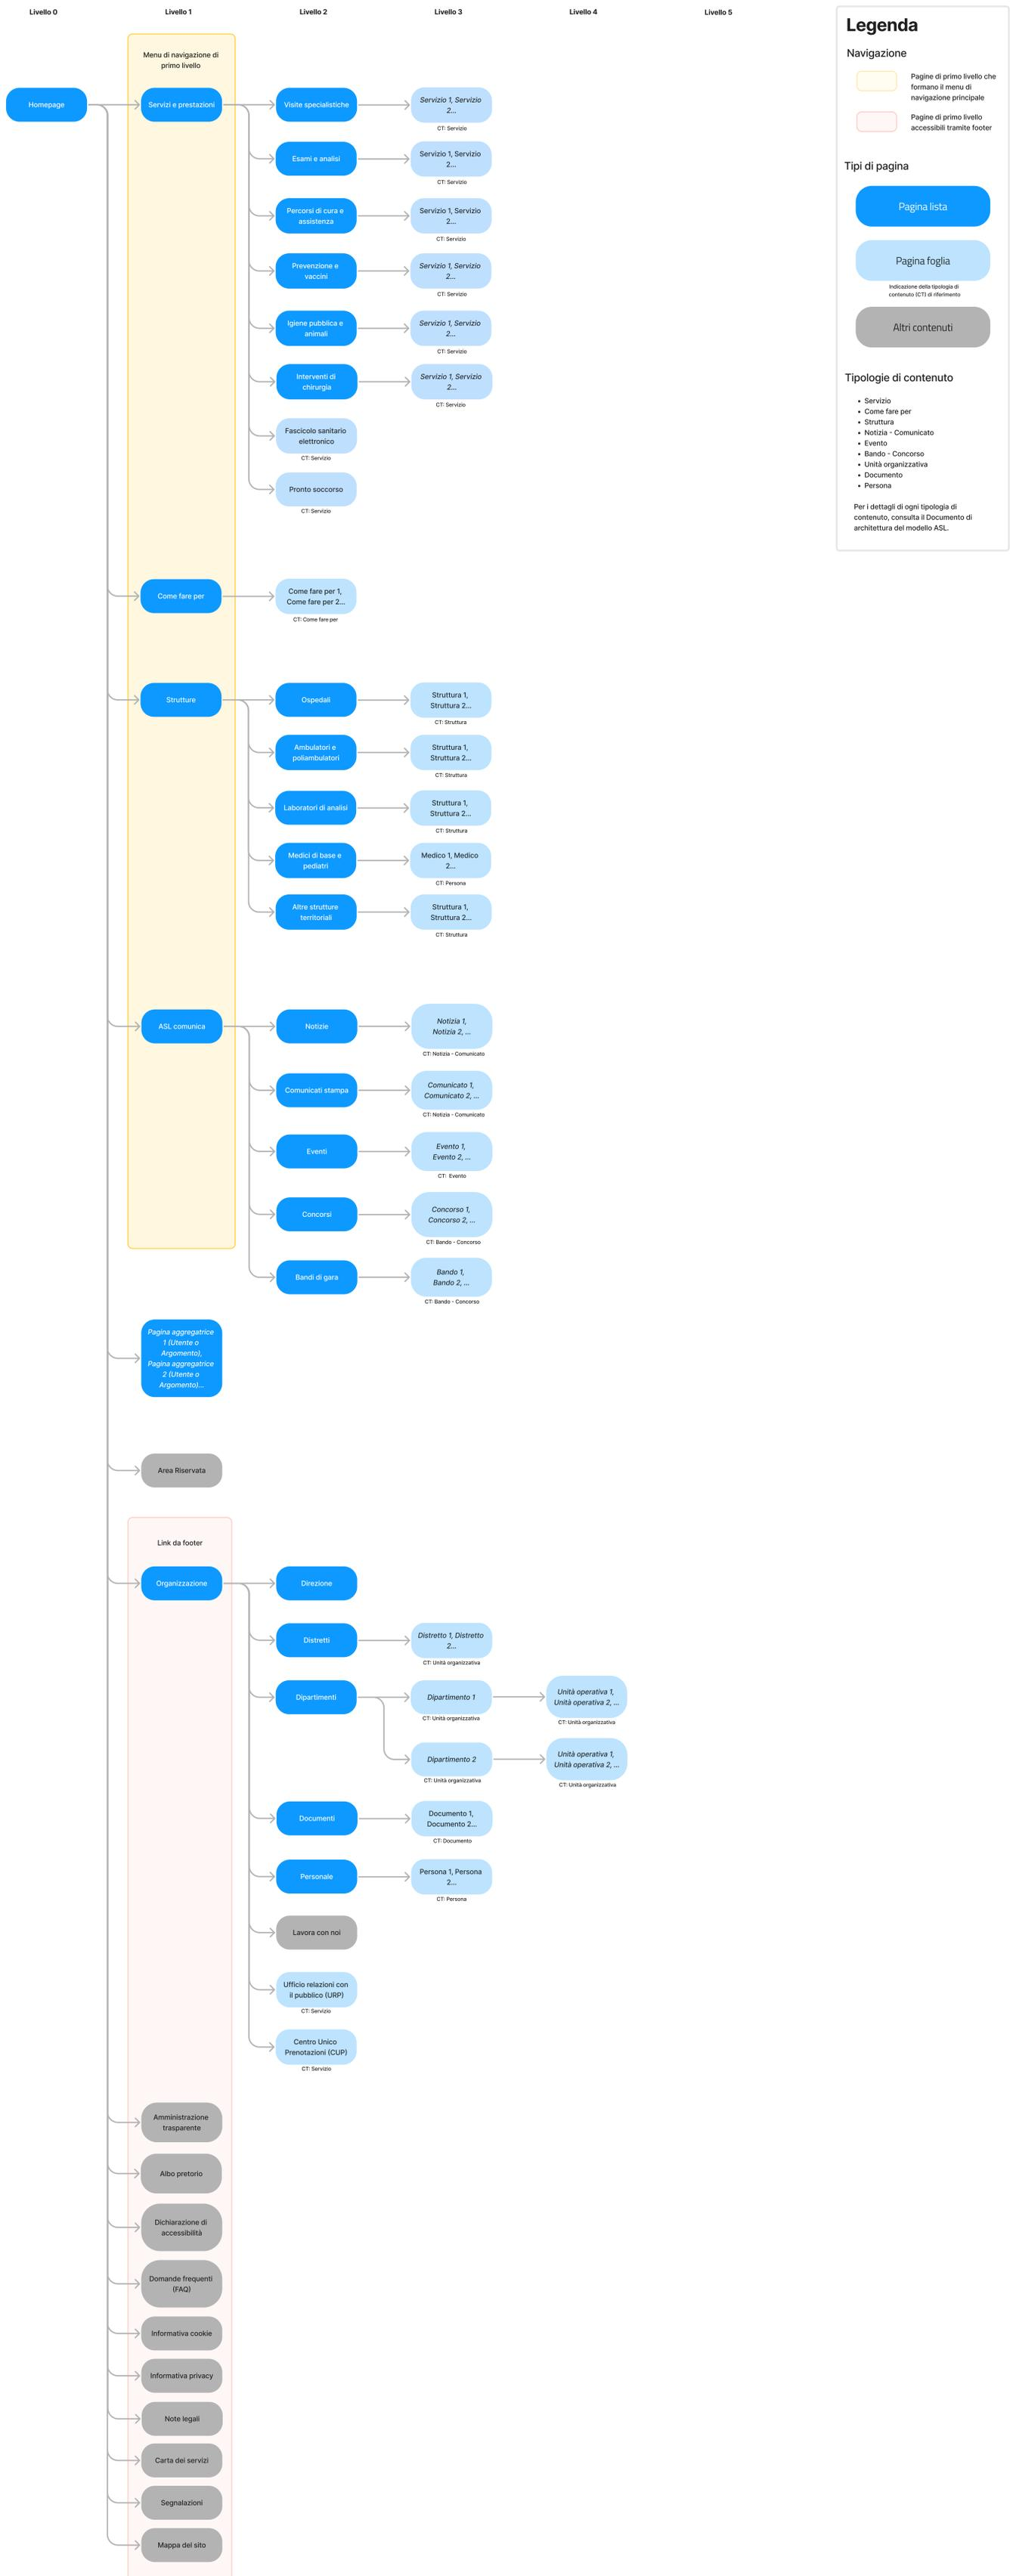 Livello 0
Livello 1
Livello 2
Livello 3
Livello 4
Livello 5
Menu di navigazione di
primo livello
Homepage
Servizi e prestazioni
Visite specialistiche
Servizio 1, Servizio
2...
CT: Servizio
Esami e analisi
Servizio 1, Servizio
2...
CT: Servizio
Percorsi di cura e
assistenza
Servizio 1, Servizio
2...
CT: Servizio
Prevenzione e
vaccini
Servizio 1, Servizio
2...
CT: Servizio
Igiene pubblica e
animali
Servizio 1, Servizio
2...
CT: Servizio
Interventi di
chirurgia
Servizio 1, Servizio
2...
CT: Servizio
Fascicolo sanitario
elettronico
CT: Servizio
Pronto soccorso
CT: Servizio
Come fare per
Come fare per 1,
Come fare per 2...
CT: Come fare per
Strutture
Ospedali
Struttura 1,
Struttura 2...
CT: Struttura
Ambulatori e
poliambulatori
Struttura 1,
Struttura 2...
CT: Struttura
Laboratori di analisi
Struttura 1,
Struttura 2...
CT: Struttura
Medici di base e
pediatri
Medico 1, Medico
2...
CT: Persona
Altre strutture
territoriali
Struttura 1,
Struttura 2...
CT: Struttura
ASL comunica
Notizie
Notizia 1,
Notizia 2, ...
CT: Notizia - Comunicato
Comunicati stampa
Comunicato 1,
Comunicato 2, ...
CT: Notizia - Comunicato
Eventi
Evento 1,
Evento 2, ...
CT: Evento
Concorsi
Concorso 1,
Concorso 2, ...
CT: Bando - Concorso
Bandi di gara
Bando 1,
Bando 2, ...
CT: Bando - Concorso
Pagina aggregatrice
1 (Utente o
Argomento),
Pagina aggregatrice
2 (Utente o
Argomento)...
Area Riservata
Link da footer
Organizzazione
Direzione
Distretti
Distretto 1, Distretto
2...
CT: Unità organizzativa
Dipartimenti
Dipartimento 1
CT: Unità organizzativa
Unità operativa 1,
Unità operativa 2, ...
CT: Unità organizzativa
Dipartimento 2
CT: Unità organizzativa
Unità operativa 1,
Unità operativa 2, ...
CT: Unità organizzativa
Documenti
Documento 1,
Documento 2...
CT: Documento
Personale
Persona 1, Persona
2...
CT: Persona
Lavora con noi
Ufficio relazioni con
il pubblico (URP)
CT: Servizio
Centro Unico
Prenotazioni (CUP)
CT: Servizio
Amministrazione
trasparente
Albo pretorio
Dichiarazione di
accessibilità
Domande frequenti
(FAQ)
Informativa cookie
Informativa privacy
Note legali
Carta dei servizi
Segnalazioni
Mappa del sito
Legenda
Navigazione
Pagine di primo livello che
formano il menu di
navigazione principale
Pagine di primo livello
accessibili tramite footer
Tipi di pagina
Pagina lista
Pagina foglia
Indicazione della tipologia di
contenuto (CT) di riferimento
Altri contenuti
Tipologie di contenuto
• Servizio
• Come fare per
• Struttura
• Notizia - Comunicato
• Evento
• Bando - Concorso
• Unità organizzativa
• Documento
• Persona
Per i dettagli di ogni tipologia di
contenuto, consulta il Documento di
architettura del modello ASL.